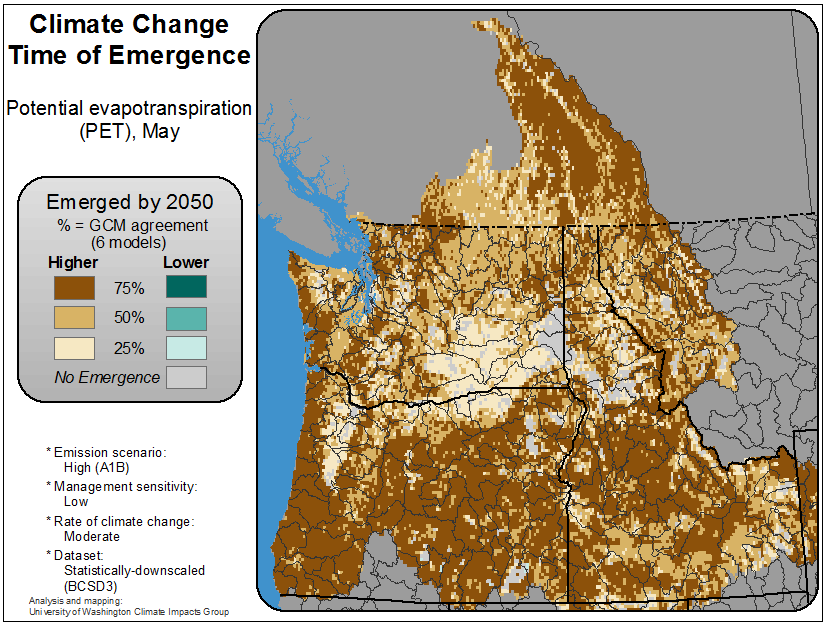 Climate Change
Time of Emergence
Potential evapotranspiration
(PET), May
Emerged by 2050
% = GCM agreement
(6 models)
Higher Lower
75%
50%
25%
No Emergence
* Emission scenario:
High (A1B)
* Management sensitivity:
Low
* Rate of climate change:
Moderate
* Dataset:
Statistically-downscaled
(BCSD3)
Analysis and mapping:
University of Washington Climate Impacts Group